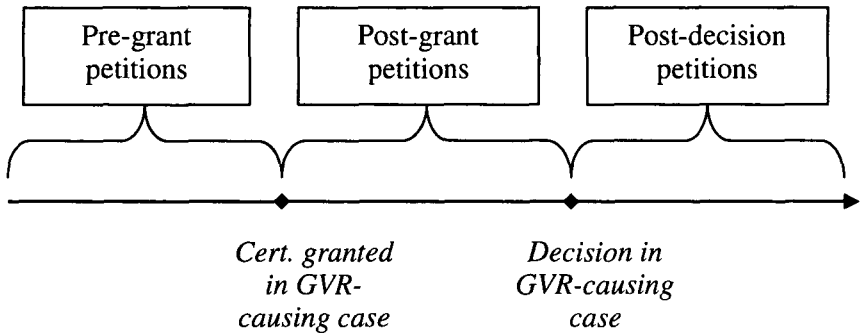 Pre-grant
petitions
Post-grant
petitions
Post-decision
petitions
Cert. granted
in GVR-
causing case
Decision in
GVR-causing
case